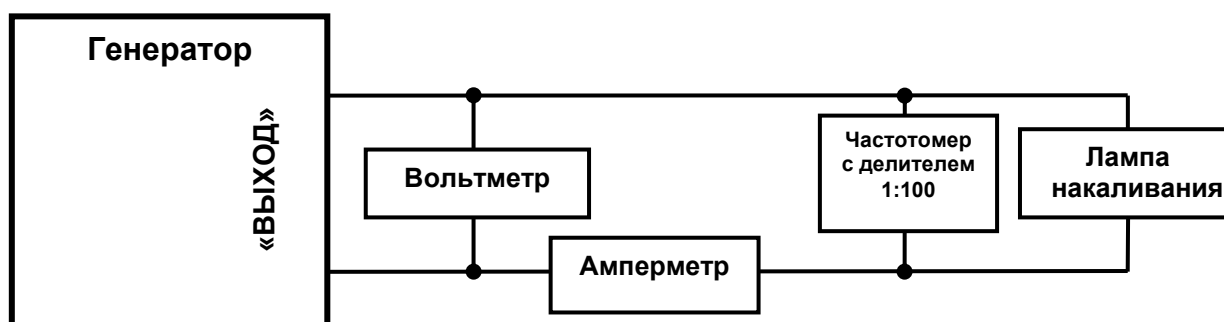 Генератор
«ВЫХОД»
Вольтметр
Амперметр
Частотомер
с делителем
1:100
Лампа
накаливания